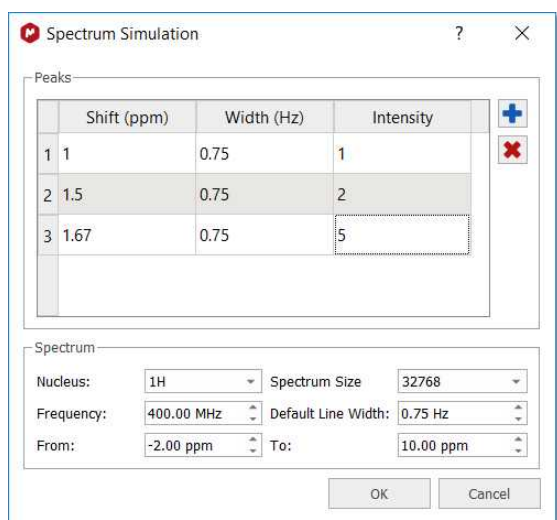 Spectrum Simulation ?
Peaks
Shift (ppm) Width (Hz) Intensity
1 1 0.75 1
2 1.5 0.75 2
3 1.67 0.75 5
Spectrum
Nucleus: 1H Spectrum Size 32768
Frequency: 400.00 MHz Default Line Width: 0.75 Hz
From: -2.00 ppm To: 10.00 ppm
OK Cancel